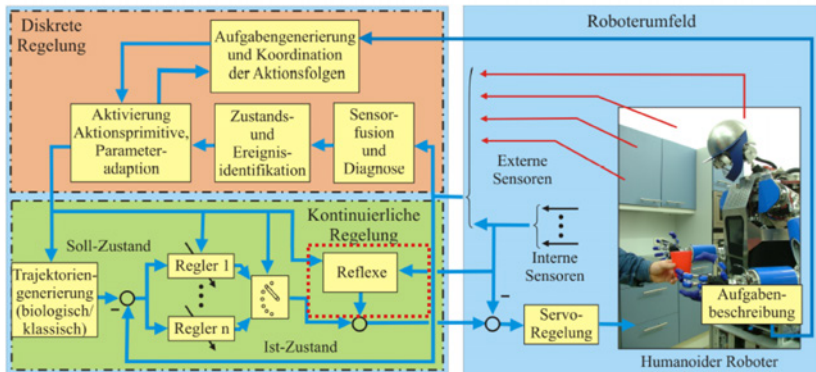 Diskrete
Regelung
Aufgabengenerierung
und Koordination
der Aktionsfolgen
Aktivierung
Aktionsprimitive,
Parameter-
adaption
Zustands-
und
Ereignis-
identifikation
Sensor-
fusion
und
Diagnose
Kontinuierliche
Regelung
Soll-Zustand
Trajektorien-
generierung
(biologisch/
klassisch)
Regler 1
Regler n
Reflexe
Ist-Zustand
Roboterumfeld
Externe
Sensoren
Interne
Sensoren
Servo-
Regelung
Aufgaben-
beschreibung
Humanoider Roboter